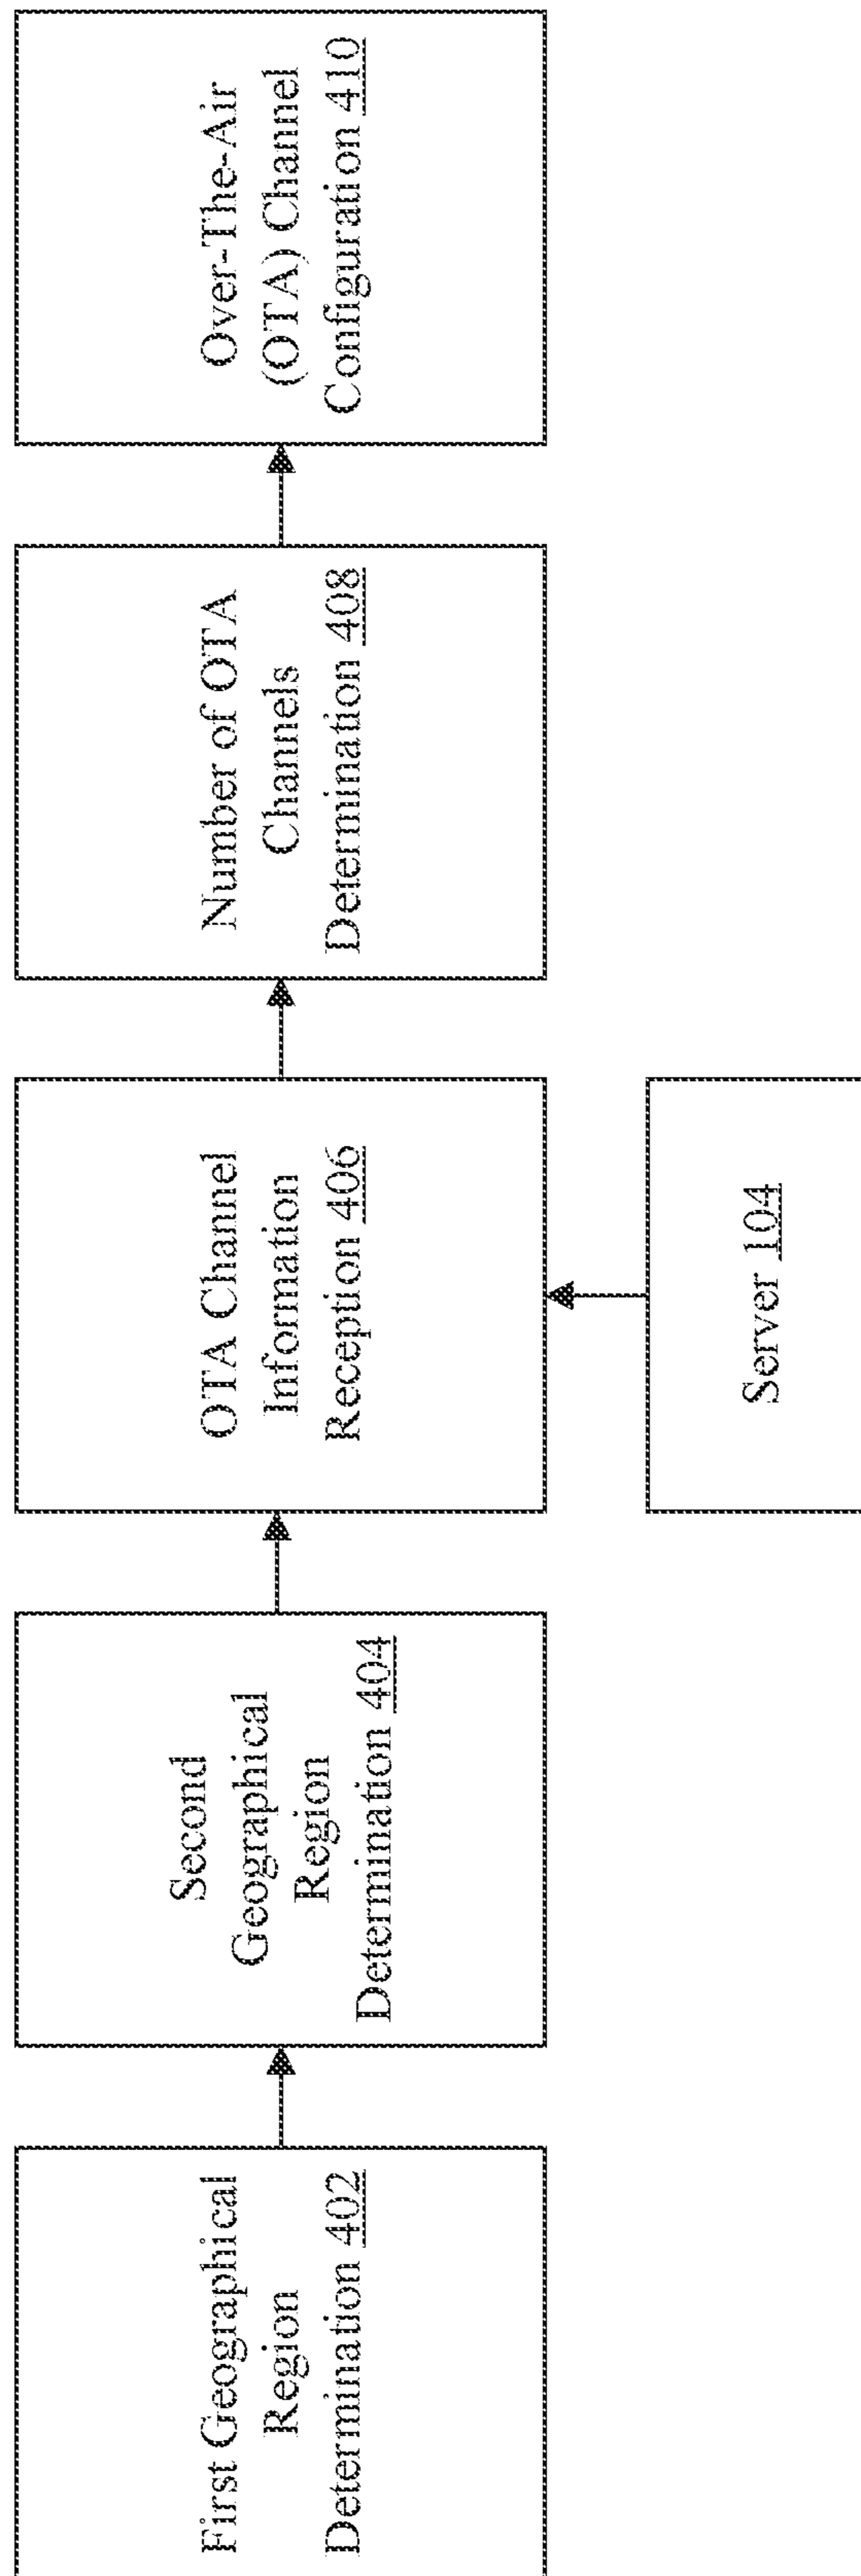 First Geographical
Region
Determination 402
Second
Geographical
Region
Determination 404
OTA Channel
Information
Reception 406
Number of OTA
Channels
Determination 408
Over-The-Air
(OTA) Channel
Configuration 410
Server 104